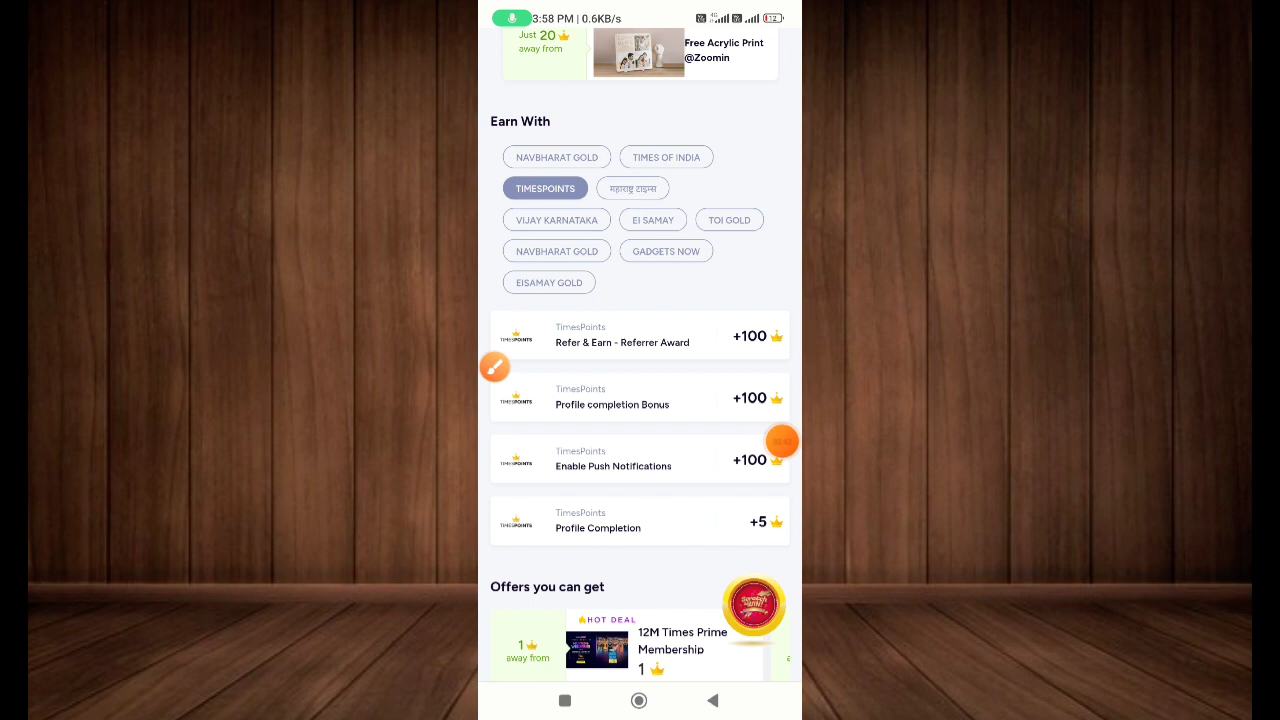 3:58 PM | 0.6KB/s
4G
12
Just 20
away from
Free Acrylic Print
@Zoomin
Earn With
NAVBHARAT GOLD
TIMES OF INDIA
TIMESPOINTS
महाराष्ट्र टाइम्स
VIJAY KARNATAKA
EI SAMAY
TOI GOLD
NAVBHARAT GOLD
GADGETS NOW
EISAMAY GOLD
TIMESPOINTS
TimesPoints
Refer & Earn - Referrer Award
+100
TIMESPOINTS
TimesPoints
Profile completion Bonus
+100
TIMESPOINTS
TimesPoints
Enable Push Notifications
+100
TIMESPOINTS
TimesPoints
Profile Completion
+5
Offers you can get
HOT DEAL
1
away from
12M Times Prime
Membership
1